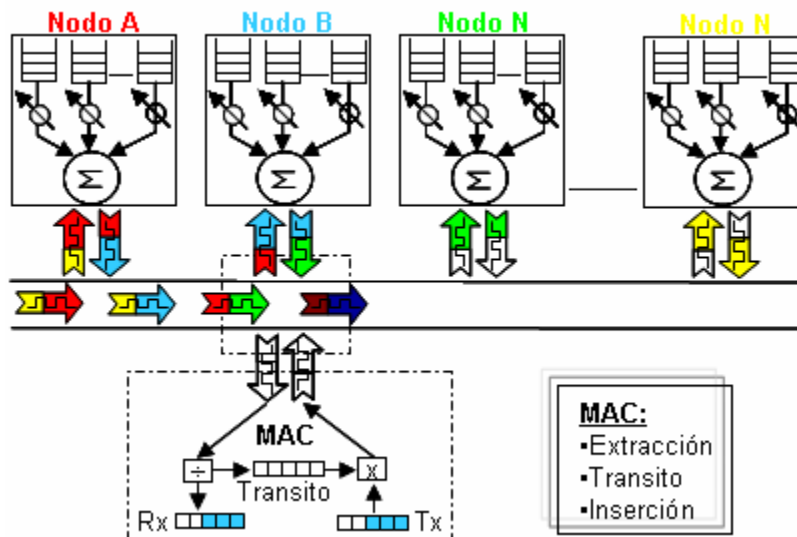 Nodo A
Nodo B
Nodo N
Nodo N
Σ
Σ
Σ
Σ
MAC
÷
x
Transito
Rx
Tx
MAC:
▪Extracción
▪Transito
▪Inserción